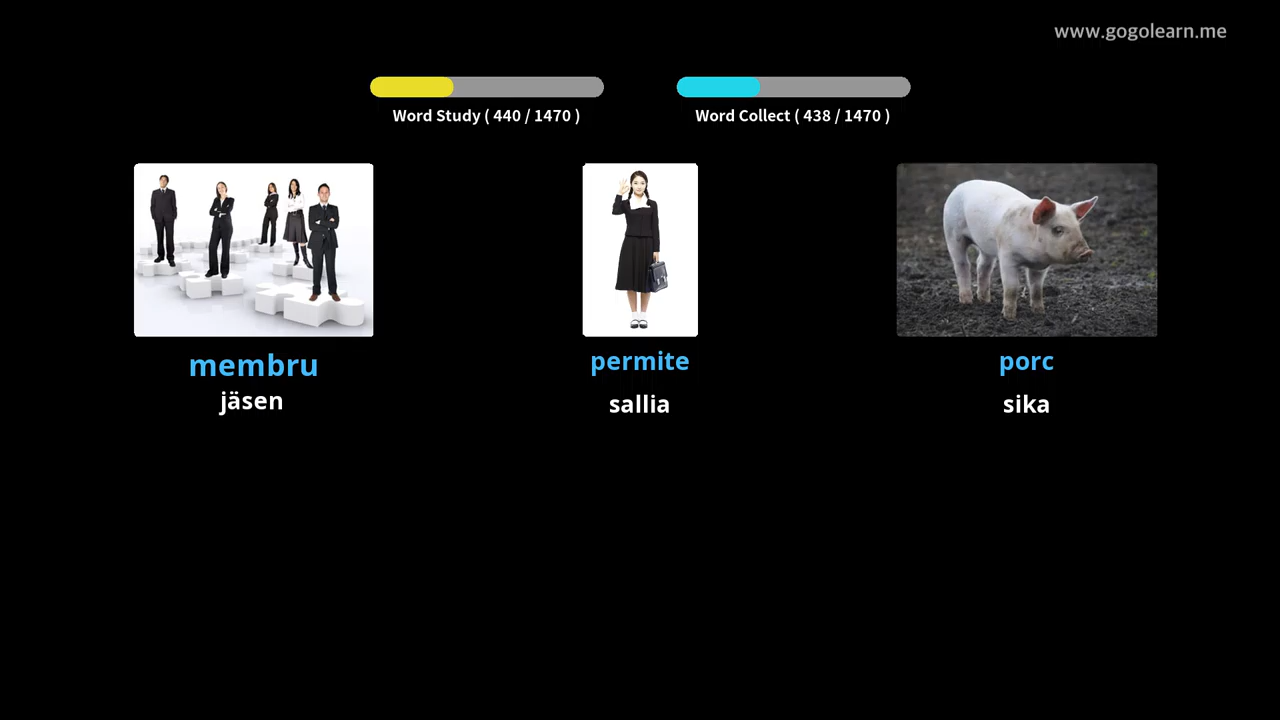 www.gogolearn.me
Word Study ( 440 / 1470 )
Word Collect ( 438 / 1470 )
membru
jäsen
permite
sallia
porc
sika